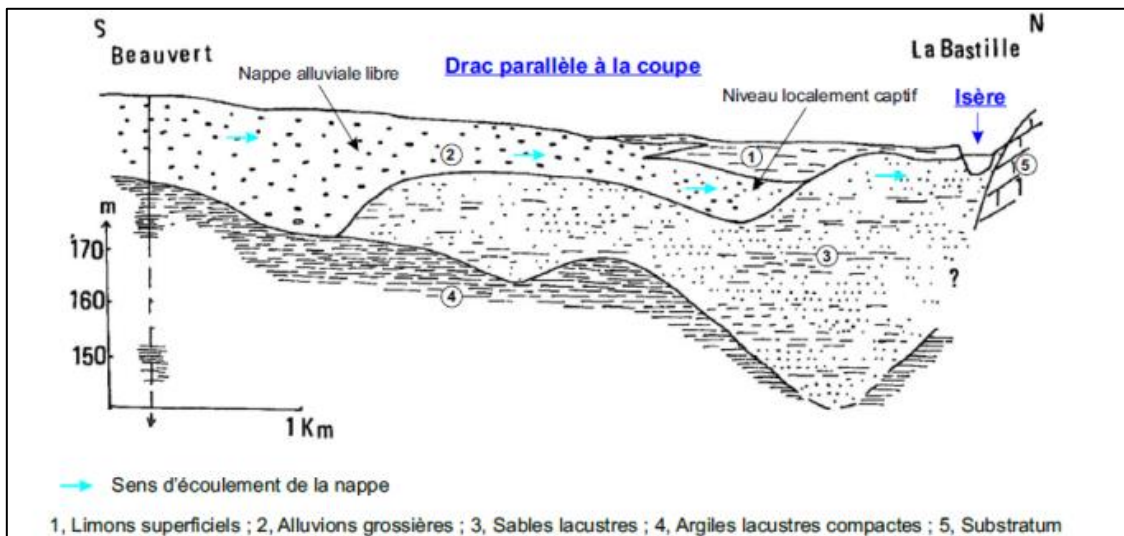 S
N
Beauvert
La Bastille
Drac parallèle à la coupe
Nappe alluviale libre
Niveau localement captif
Isère
1
2
5
m
170
3
160
?
4
150
1 Km
Sens d'écoulement de la nappe
1, Limons superficiels ; 2, Alluvions grossières ; 3, Sables lacustres ; 4, Argiles lacustres compactes ; 5, Substratum